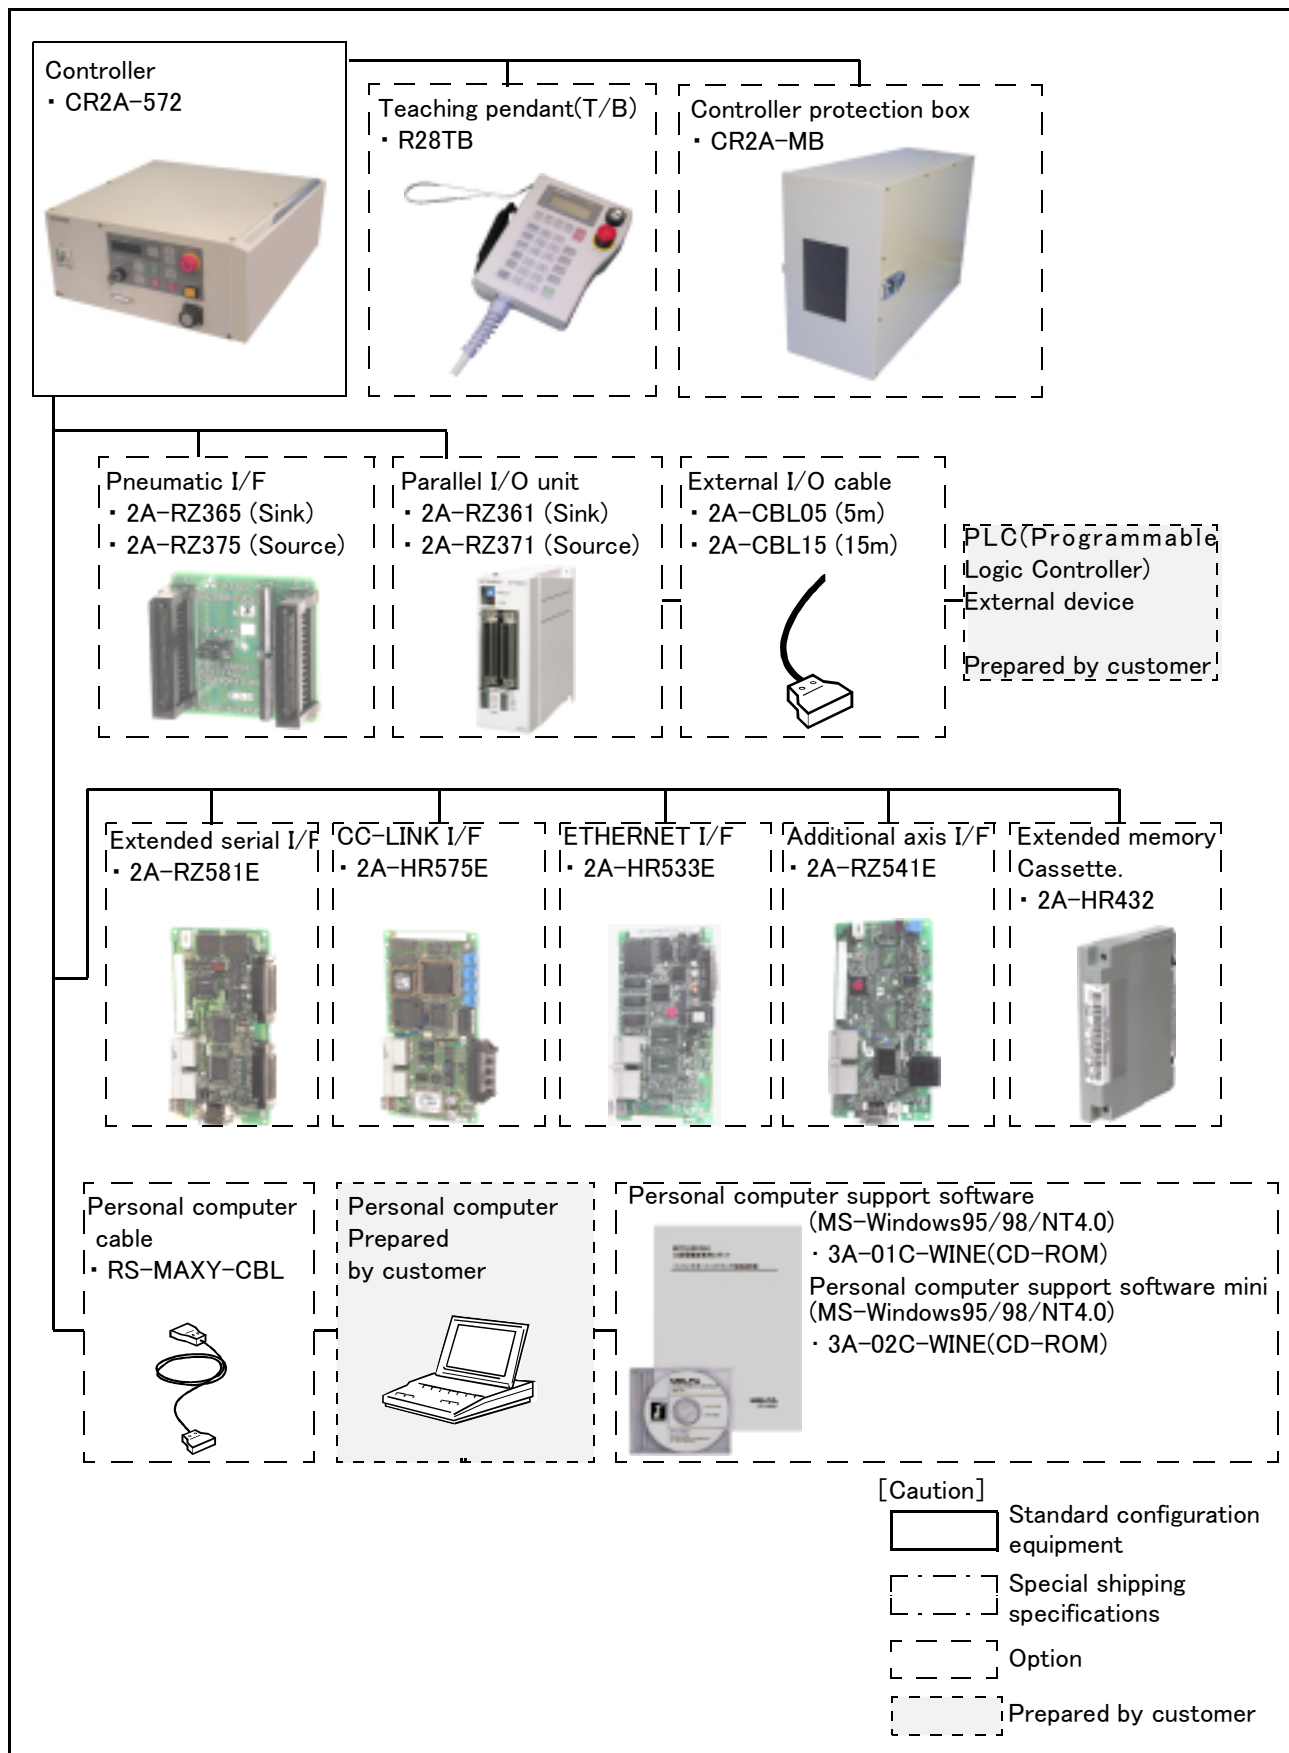 Controller
・ CR2A-572
Teaching pendant(T/B)
・ R28TB
Controller protection box
・ CR2A-MB
Pneumatic I/F
・ 2A-RZ365 (Sink)
・ 2A-RZ375 (Source)
Parallel I/O unit
・ 2A-RZ361 (Sink)
・ 2A-RZ371 (Source)
External I/O cable
・ 2A-CBL05 (5m)
・ 2A-CBL15 (15m)
PLC(Programmable
Logic Controller)
External device
Prepared by customer
Extended serial I/F
・ 2A-RZ581E
CC-LINK I/F
・ 2A-HR575E
ETHERNET I/F
・ 2A-HR533E
Additional axis I/F
・ 2A-RZ541E
Extended memory
Cassette.
・ 2A-HR432
Personal computer
cable
・ RS-MAXY-CBL
Personal computer
Prepared
by customer
Personal computer support software
(MS-Windows95/98/NT4.0)
・ 3A-01C-WINE(CD-ROM)
Personal computer support software mini
(MS-Windows95/98/NT4.0)
・ 3A-02C-WINE(CD-ROM)
[Caution]
Standard configuration
equipment
Special shipping
specifications
Option
Prepared by customer